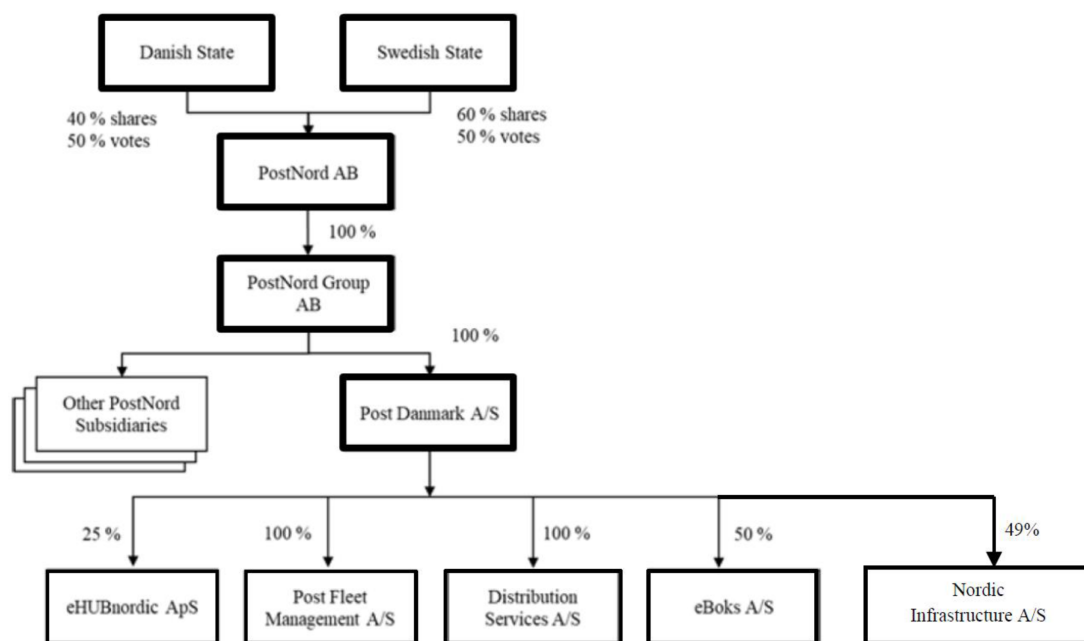 Danish State
Swedish State
40 % shares
50 % votes
60 % shares
50 % votes
PostNord AB
100 %
PostNord Group
AB
100 %
Other PostNord
Subsidiaries
Post Danmark A/S
25 %
100 %
100 %
50 %
49%
eHUBnordic ApS
Post Fleet
Management A/S
Distribution
Services A/S
eBoks A/S
Nordic
Infrastructure A/S